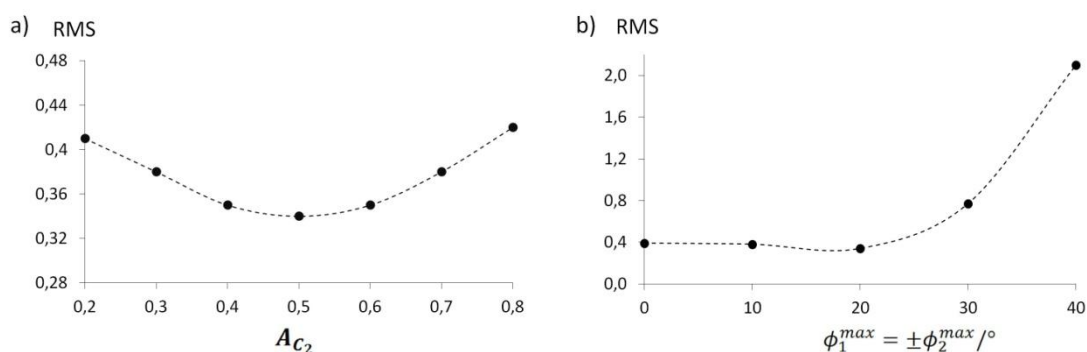 a) RMS
0,48
0,44
0,4
0,36
0,32
0,28
0,2 0,3 0,4 0,5 0,6 0,7 0,8
A_{C_2}
b) RMS
2,0
1,6
1,2
0,8
0,4
0,0
0 10 20 30 40
ϕ_1^{max} = ±ϕ_2^{max}/°